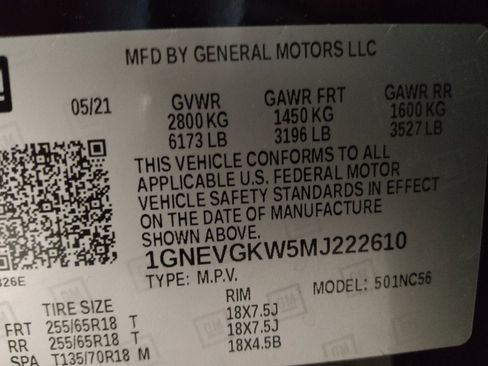 MFD BY GENERAL MOTORS LLC
05/21 GVWR GAWR FRT GAWR RR
2800 KG 1450 KG 1600 KG
6173 LB 3196 LB 3527 LB
THIS VEHICLE CONFORMS TO ALL
APPLICABLE U.S. FEDERAL MOTOR
VEHICLE SAFETY STANDARDS IN EFFECT
ON THE DATE OF MANUFACTURE
1GNEVGKW5MJ222610
326E
TYPE: M.P.V. MODEL: 501NC56
TIRE SIZE RIM
FRT 255/65R18 T 18X7.5J
RR 255/65R18 T 18X7.5J
SPA T135/70R18 M 18X4.5B